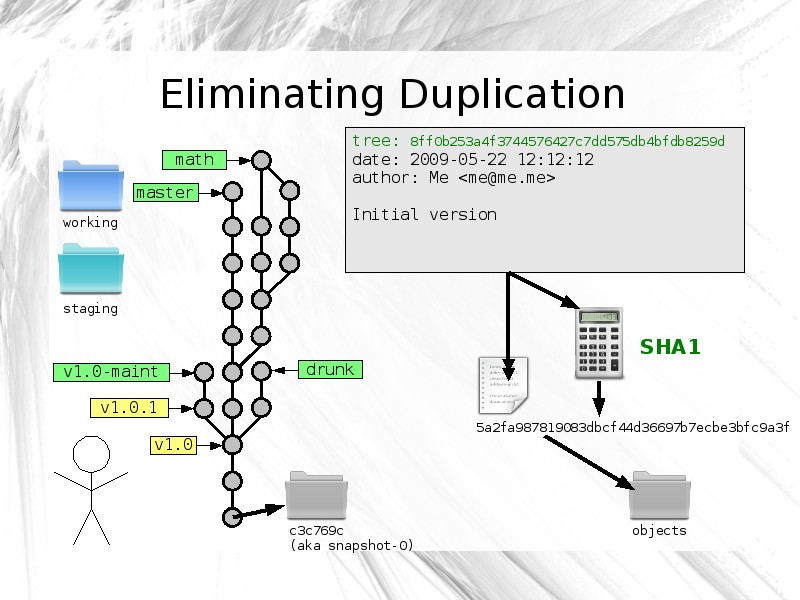 Eliminating Duplication
tree: 8ff0b253a4f3744576427c7dd575db4bfdb8259d
date: 2009-05-22 12:12:12
author: Me <me@me.me>
Initial version
math
master
working
staging
v1.0-maint
drunk
v1.0.1
v1.0
SHA1
5a2fa987819083dbcf44d36697b7ecbe3bfc9a3f
c3c769c
(aka snapshot-0)
objects